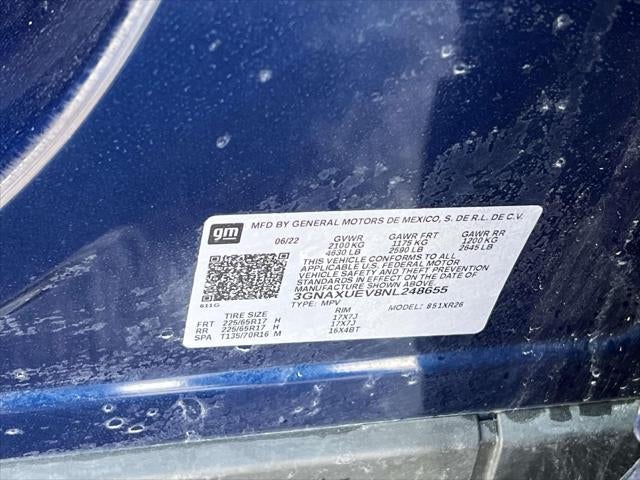 gm MFD BY GENERAL MOTORS DE MEXICO, S. DE R.L. DE C.V.
06/22 GVWR GAWR FRT GAWR RR
2100 KG 1175 KG 1200 KG
4630 LB 2590 LB 2645 LB
THIS VEHICLE CONFORMS TO ALL
APPLICABLE U.S. FEDERAL MOTOR
VEHICLE SAFETY AND THEFT PREVENTION
STANDARDS IN EFFECT ON THE DATE OF
MANUFACTURE SHOWN ABOVE.
3GNAXUEV8NL248655
611G TYPE: MPV MODEL: 851XR26
TIRE SIZE RIM
FRT 225/65R17 H 17X7J
RR 225/65R17 H 17X7J
SPA T135/70R16 M 16X4BT